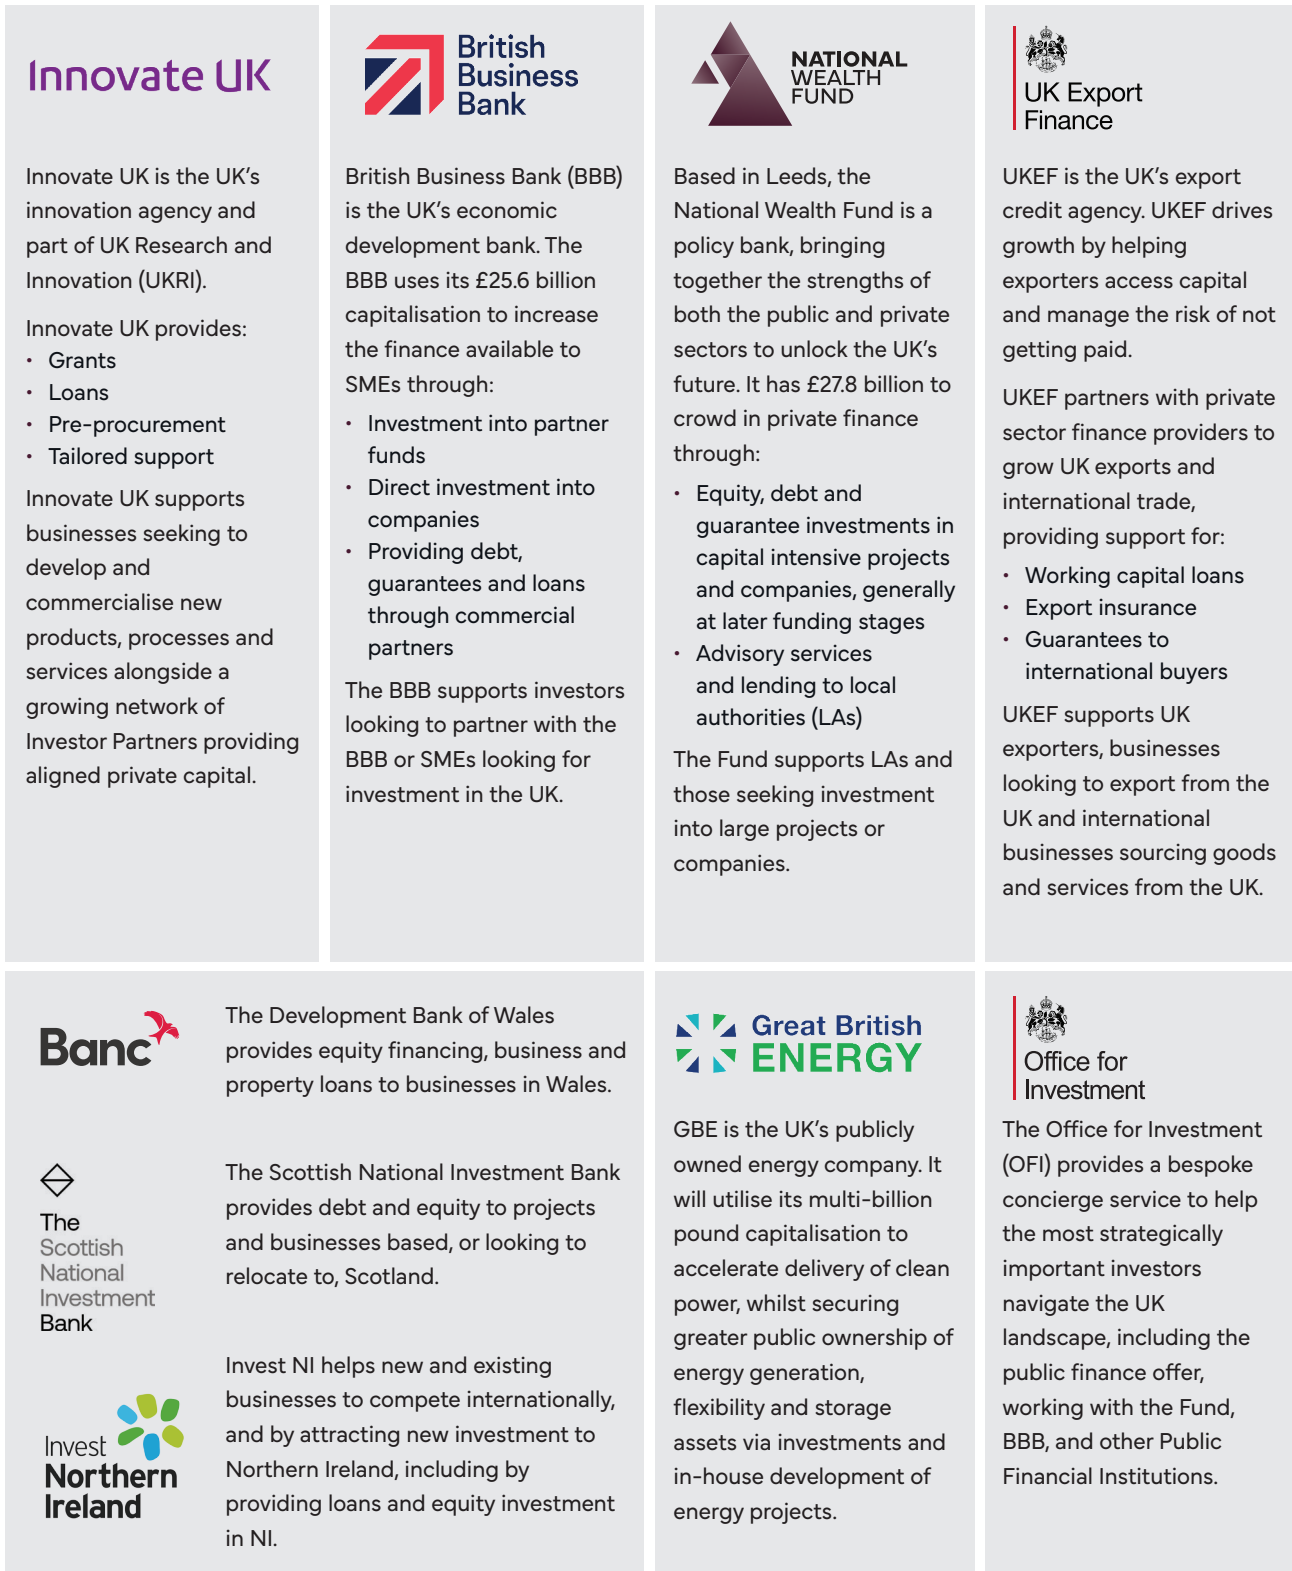 Innovate UK
Innovate UK is the UK’s
innovation agency and
part of UK Research and
Innovation (UKRI).
Innovate UK provides:
• Grants
• Loans
• Pre-procurement
• Tailored support
Innovate UK supports
businesses seeking to
develop and
commercialise new
products, processes and
services alongside a
growing network of
Investor Partners providing
aligned private capital.
British
Business
Bank
British Business Bank (BBB)
is the UK’s economic
development bank. The
BBB uses its £25.6 billion
capitalisation to increase
the finance available to
SMEs through:
• Investment into partner
funds
• Direct investment into
companies
• Providing debt,
guarantees and loans
through commercial
partners
The BBB supports investors
looking to partner with the
BBB or SMEs looking for
investment in the UK.
NATIONAL
WEALTH
FUND
Based in Leeds, the
National Wealth Fund is a
policy bank, bringing
together the strengths of
both the public and private
sectors to unlock the UK’s
future. It has £27.8 billion to
crowd in private finance
through:
• Equity, debt and
guarantee investments in
capital intensive projects
and companies, generally
at later funding stages
• Advisory services
and lending to local
authorities (LAs)
The Fund supports LAs and
those seeking investment
into large projects or
companies.
UK Export
Finance
UKEF is the UK’s export
credit agency. UKEF drives
growth by helping
exporters access capital
and manage the risk of not
getting paid.
UKEF partners with private
sector finance providers to
grow UK exports and
international trade,
providing support for:
• Working capital loans
• Export insurance
• Guarantees to
international buyers
UKEF supports UK
exporters, businesses
looking to export from the
UK and international
businesses sourcing goods
and services from the UK.
Banc
The Development Bank of Wales
provides equity financing, business and
property loans to businesses in Wales.
The
Scottish
National
Investment
Bank
The Scottish National Investment Bank
provides debt and equity to projects
and businesses based, or looking to
relocate to, Scotland.
Invest
Northern
Ireland
Invest NI helps new and existing
businesses to compete internationally,
and by attracting new investment to
Northern Ireland, including by
providing loans and equity investment
in NI.
Great British
ENERGY
GBE is the UK’s publicly
owned energy company. It
will utilise its multi-billion
pound capitalisation to
accelerate delivery of clean
power, whilst securing
greater public ownership of
energy generation,
flexibility and storage
assets via investments and
in-house development of
energy projects.
Office for
Investment
The Office for Investment
(OFI) provides a bespoke
concierge service to help
the most strategically
important investors
navigate the UK
landscape, including the
public finance offer,
working with the Fund,
BBB, and other Public
Financial Institutions.